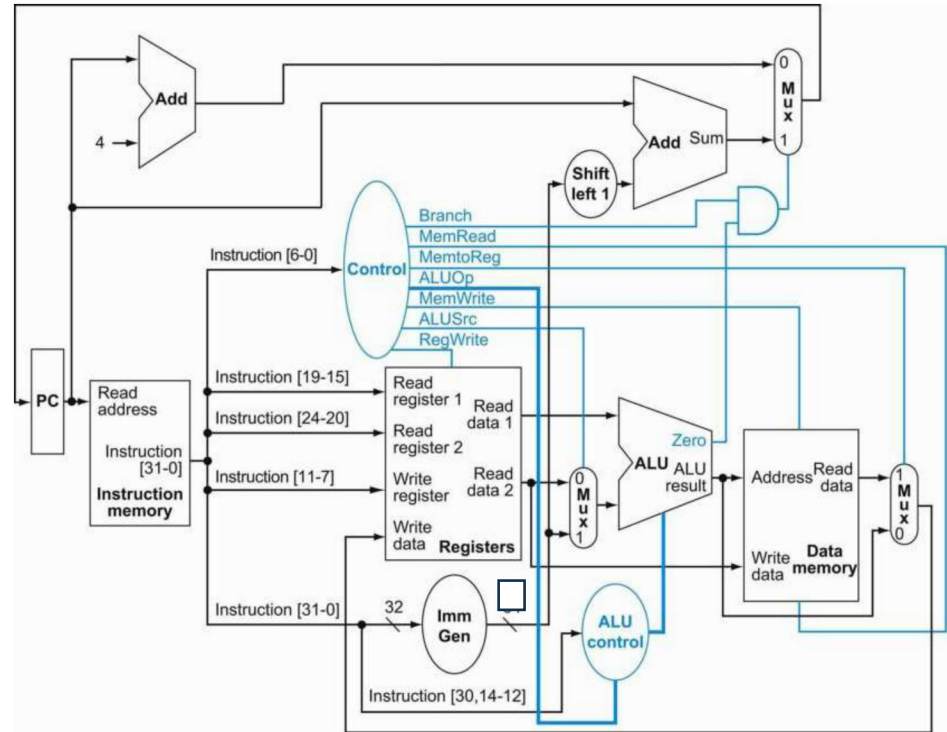 Add
4
Add Sum
0
M
u
x
1
Shift
left 1
Branch
MemRead
MemtoReg
ALUOp
MemWrite
ALUSrc
RegWrite
Control
Instruction [6-0]
PC
Read
address
Instruction
[31-0]
Instruction
memory
Instruction [19-15]
Instruction [24-20]
Instruction [11-7]
Read
register 1
Read
register 2
Write
register
Write
data
Read
data 1
Read
data 2
Registers
0
M
u
x
1
Zero
ALU
ALU
result
Address
Read
data
Write
data
Data
memory
1
M
u
x
0
Instruction [31-0]
32
Imm
Gen
ALU
control
Instruction [30,14-12]